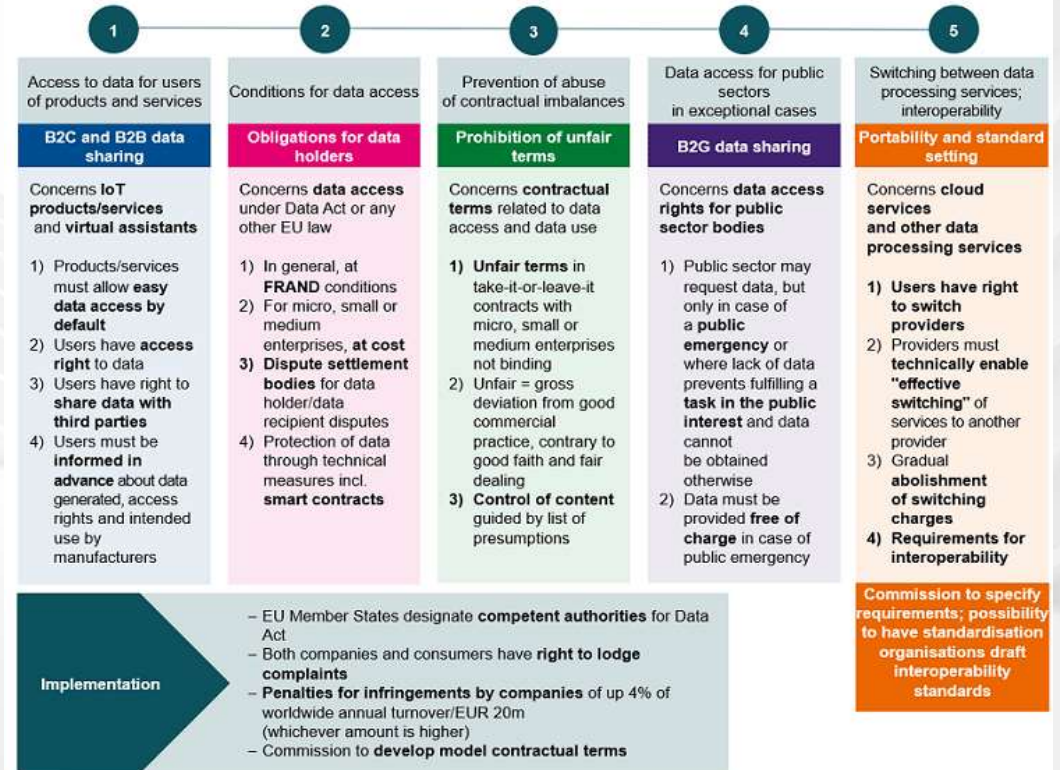 1
2
3
4
5
Access to data for users
of products and services
B2C and B2B data
sharing
Concerns IoT
products/services
and virtual assistants
1) Products/services
must allow easy
data access by
default
2) Users have access
right to data
3) Users have right to
share data with
third parties
4) Users must be
informed in
advance about data
generated, access
rights and intended
use by
manufacturers
Conditions for data access
Obligations for data
holders
Concerns data access
under Data Act or any
other EU law
1) In general, at
FRAND conditions
2) For micro, small or
medium
enterprises, at cost
3) Dispute settlement
bodies for data
holder/data
recipient disputes
4) Protection of data
through technical
measures incl.
smart contracts
Prevention of abuse
of contractual imbalances
Prohibition of unfair
terms
Concerns contractual
terms related to data
access and data use
1) Unfair terms in
take-it-or-leave-it
contracts with
micro, small or
medium enterprises
not binding
2) Unfair = gross
deviation from good
commercial
practice, contrary to
good faith and fair
dealing
3) Control of content
guided by list of
presumptions
Data access for public
sectors
in exceptional cases
B2G data sharing
Concerns data access
rights for public
sector bodies
1) Public sector may
request data, but
only in case of
a public
emergency or
where lack of data
prevents fulfilling a
task in the public
interest and data
cannot
be obtained
otherwise
2) Data must be
provided free of
charge in case of
public emergency
Switching between data
processing services;
interoperability
Portability and standard
setting
Concerns cloud
services
and other data
processing services
1) Users have right
to switch
providers
2) Providers must
technically enable
"effective
switching" of
services to another
provider
3) Gradual
abolishment
of switching
charges
4) Requirements for
interoperability
Commission to specify
requirements; possibility
to have standardisation
organisations draft
interoperability
standards
Implementation
– EU Member States designate competent authorities for Data
Act
– Both companies and consumers have right to lodge
complaints
– Penalties for infringements by companies of up 4% of
worldwide annual turnover/EUR 20m
(whichever amount is higher)
– Commission to develop model contractual terms